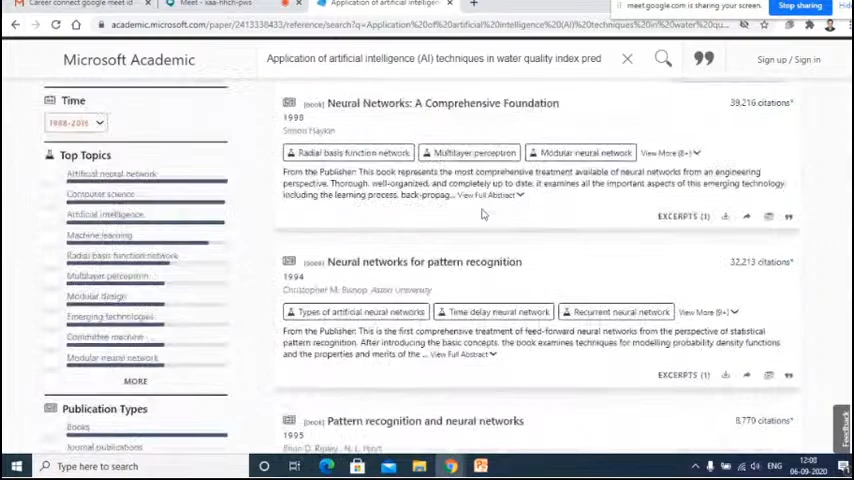 Career connect google meet id
Meet - xaa-hhch-pws
Application of artificial intelligence
meet.google.com is sharing your screen.
Stop sharing
Hide
academic.microsoft.com/paper/2413338433/reference/search?q=Application%20of%20artificial%20intelligence%20(AI)%20techniques%20in%20water%20qu...
Microsoft Academic
Application of artificial intelligence (AI) techniques in water quality index pred
Sign up / Sign in
Time
1988-2016
Top Topics
Artificial neural network
Computer science
Artificial intelligence
Machine learning
Radial basis function network
Multilayer perceptron
Modular design
Emerging technologies
Committee machine
Modular neural network
MORE
Publication Types
Books
Journal publications
[book] Neural Networks: A Comprehensive Foundation
39,216 citations*
1998
Simon Haykin
Radial basis function network
Multilayer perceptron
Modular neural network
View More (8+)
From the Publisher: This book represents the most comprehensive treatment available of neural networks from an engineering
perspective. Thorough, well-organized, and completely up to date, it examines all the important aspects of this emerging technology,
including the learning process, back-propag... View Full Abstract
EXCERPTS (1)
[book] Neural networks for pattern recognition
32,213 citations*
1994
Christopher M. Bishop Aston University
Types of artificial neural networks
Time delay neural network
Recurrent neural network
View More (9+)
From the Publisher: This is the first comprehensive treatment of feed-forward neural networks from the perspective of statistical
pattern recognition. After introducing the basic concepts, the book examines techniques for modelling probability density functions
and the properties and merits of the ... View Full Abstract
EXCERPTS (1)
[book] Pattern recognition and neural networks
8,770 citations*
1995
Brian D. Ripley, N. L. Hjort
Feedback
Type here to search
ENG
12:08
06-09-2020